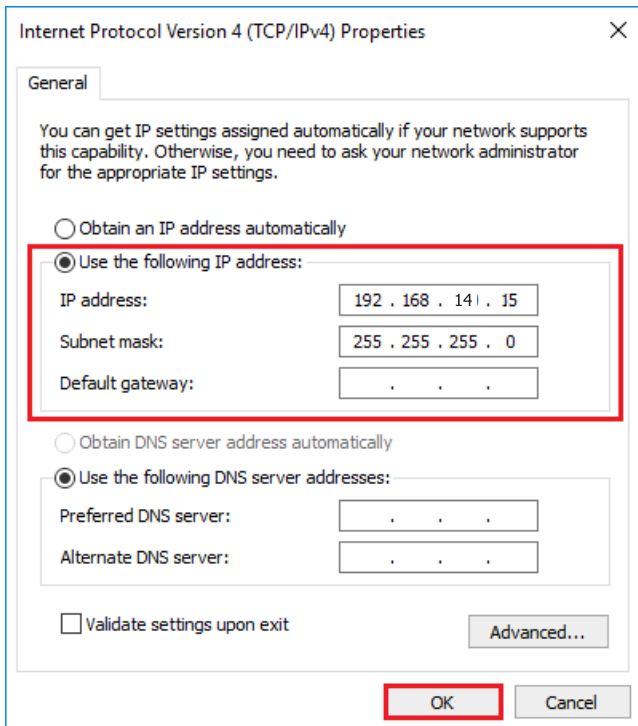 Internet Protocol Version 4 (TCP/IPv4) Properties
General
You can get IP settings assigned automatically if your network supports
this capability. Otherwise, you need to ask your network administrator
for the appropriate IP settings.
Obtain an IP address automatically
Use the following IP address:
IP address: 192 . 168 . . 15
Subnet mask: 255 . 255 . 255 . 0
Default gateway: . . .
Obtain DNS server address automatically
Use the following DNS server addresses:
Preferred DNS server: . . .
Alternate DNS server: . . .
Validate settings upon exit
Advanced...
OK Cancel